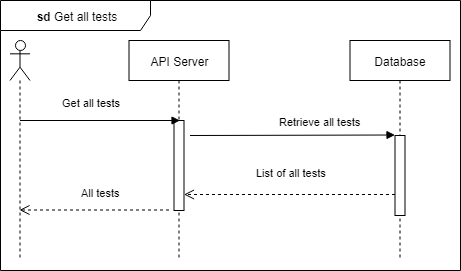 sd Get all tests
API Server
Database
Get all tests
Retrieve all tests
List of all tests
All tests